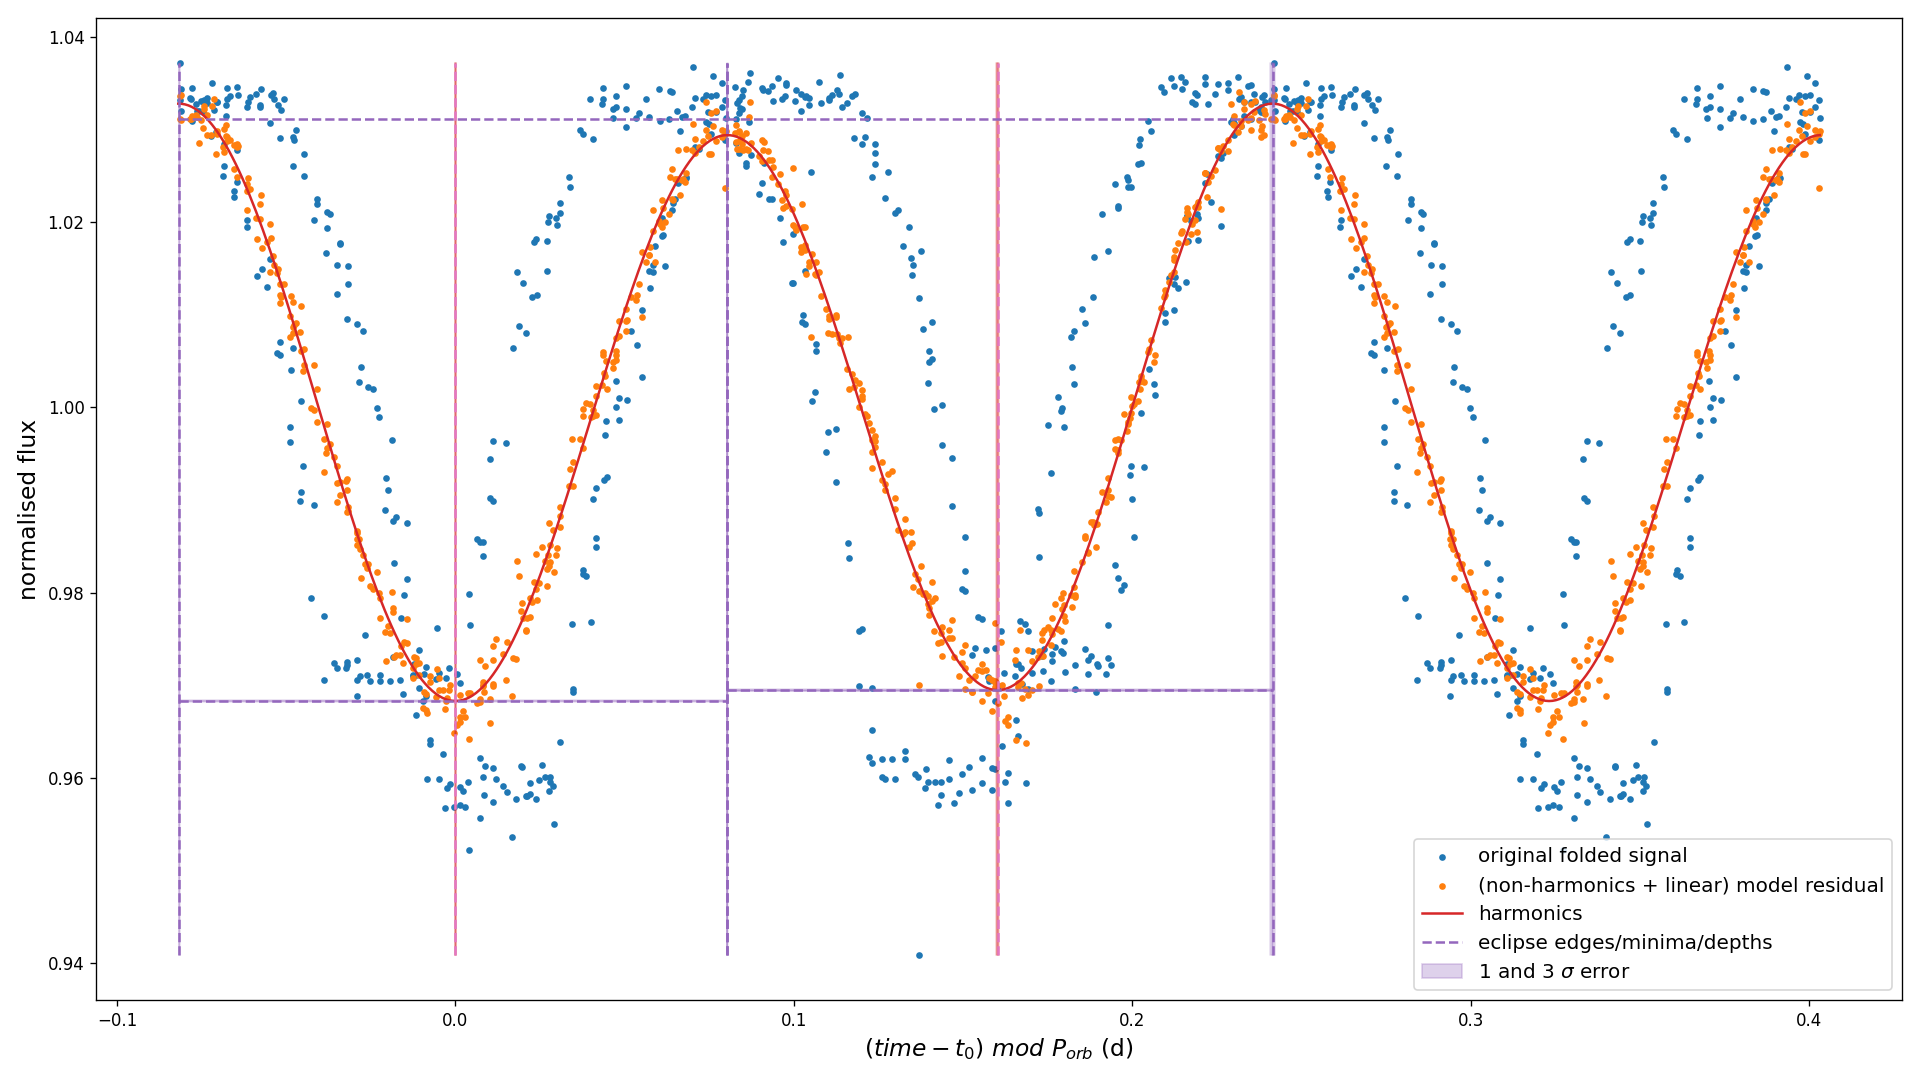 1.04
1.02
1.00
0.98
0.96
0.94
normalised flux
−0.1
0.0
0.1
0.2
0.3
0.4
(time − t₀) mod P_orb (d)
original folded signal
(non-harmonics + linear) model residual
harmonics
eclipse edges/minima/depths
1 and 3 σ error